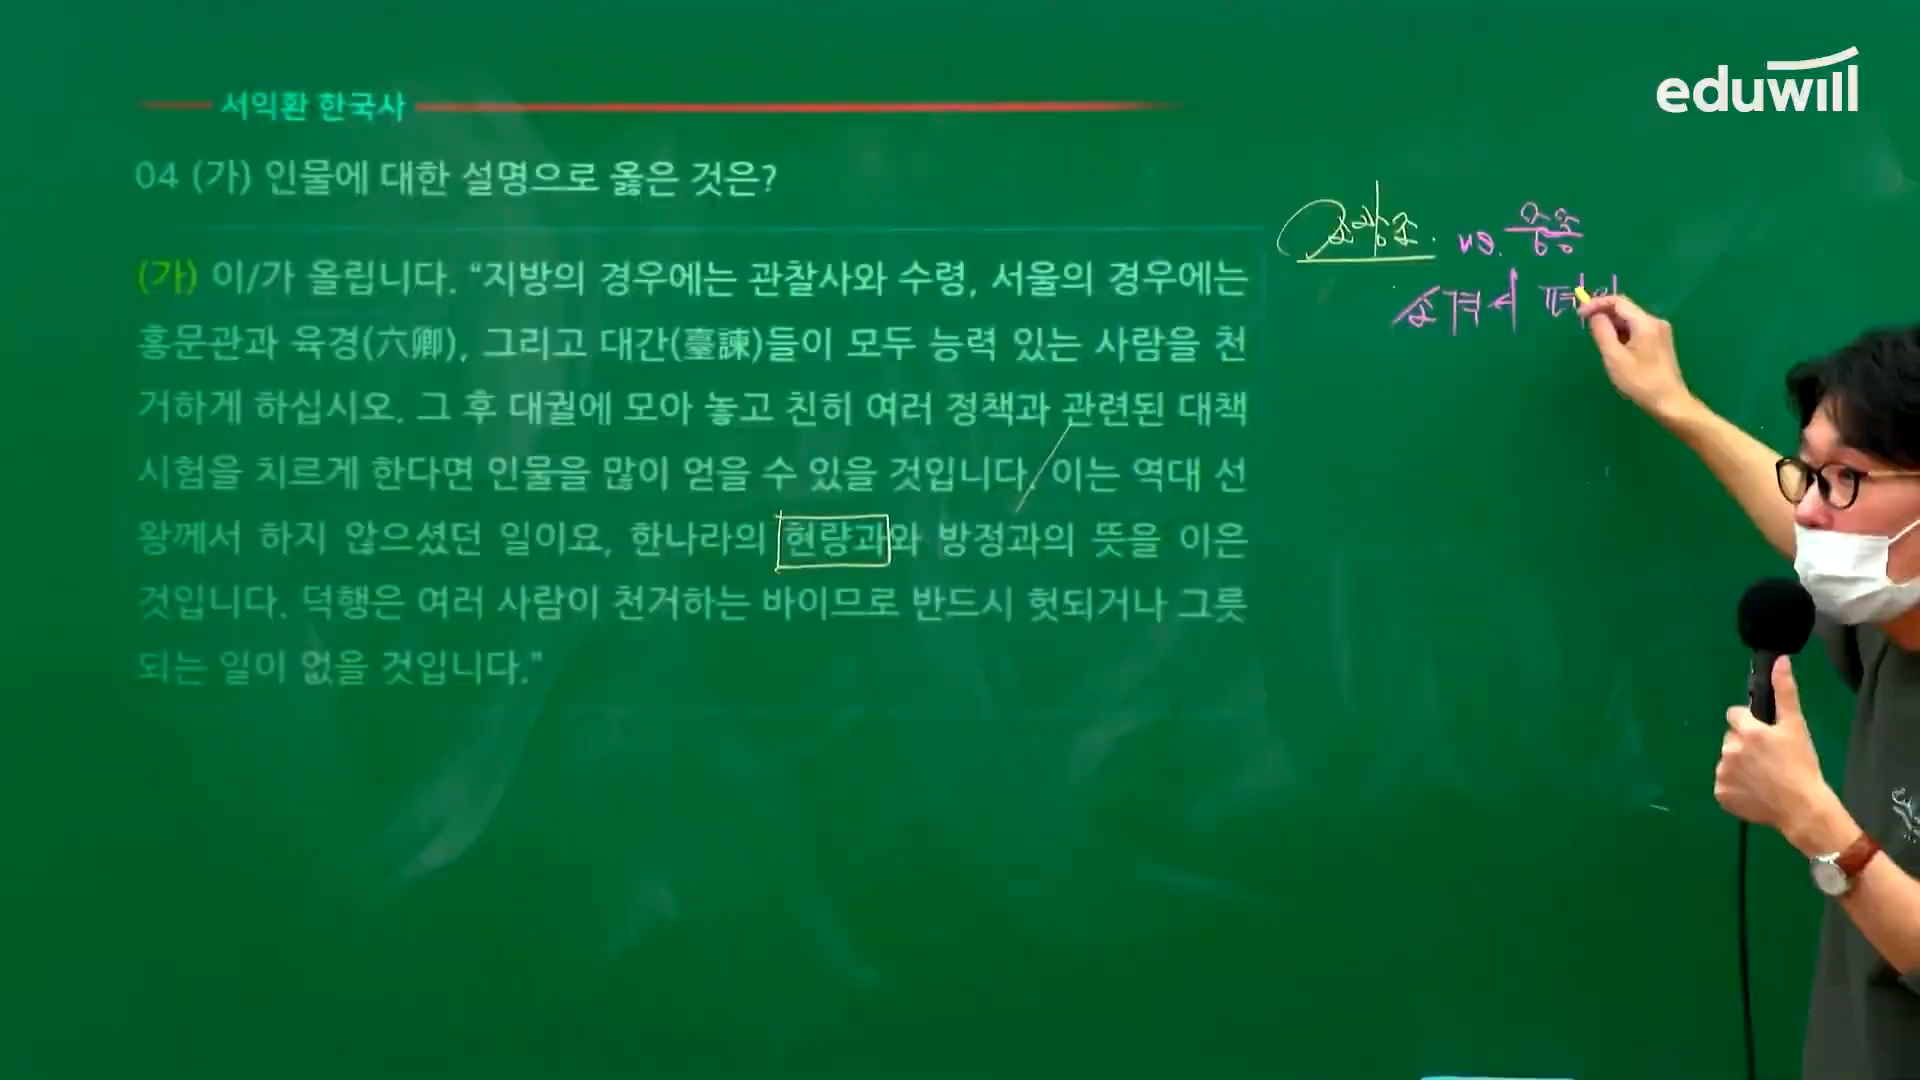 eduwill
서익환 한국사
04 (가) 인물에 대한 설명으로 옳은 것은?
(가) 이/가 올립니다. “지방의 경우에는 관찰사와 수령, 서울의 경우에는
홍문관과 육경(六卿), 그리고 대간(臺諫)들이 모두 능력 있는 사람을 천
거하게 하십시오. 그 후 대궐에 모아 놓고 친히 여러 정책과 관련된 대책
시험을 치르게 한다면 인물을 많이 얻을 수 있을 것입니다. 이는 역대 선
왕께서 하지 않으셨던 일이요, 한나라의 현량과와 방정과의 뜻을 이은
것입니다. 덕행은 여러 사람이 천거하는 바이므로 반드시 헛되거나 그릇
되는 일이 없을 것입니다.”
조광조. vs. 중종
소격서